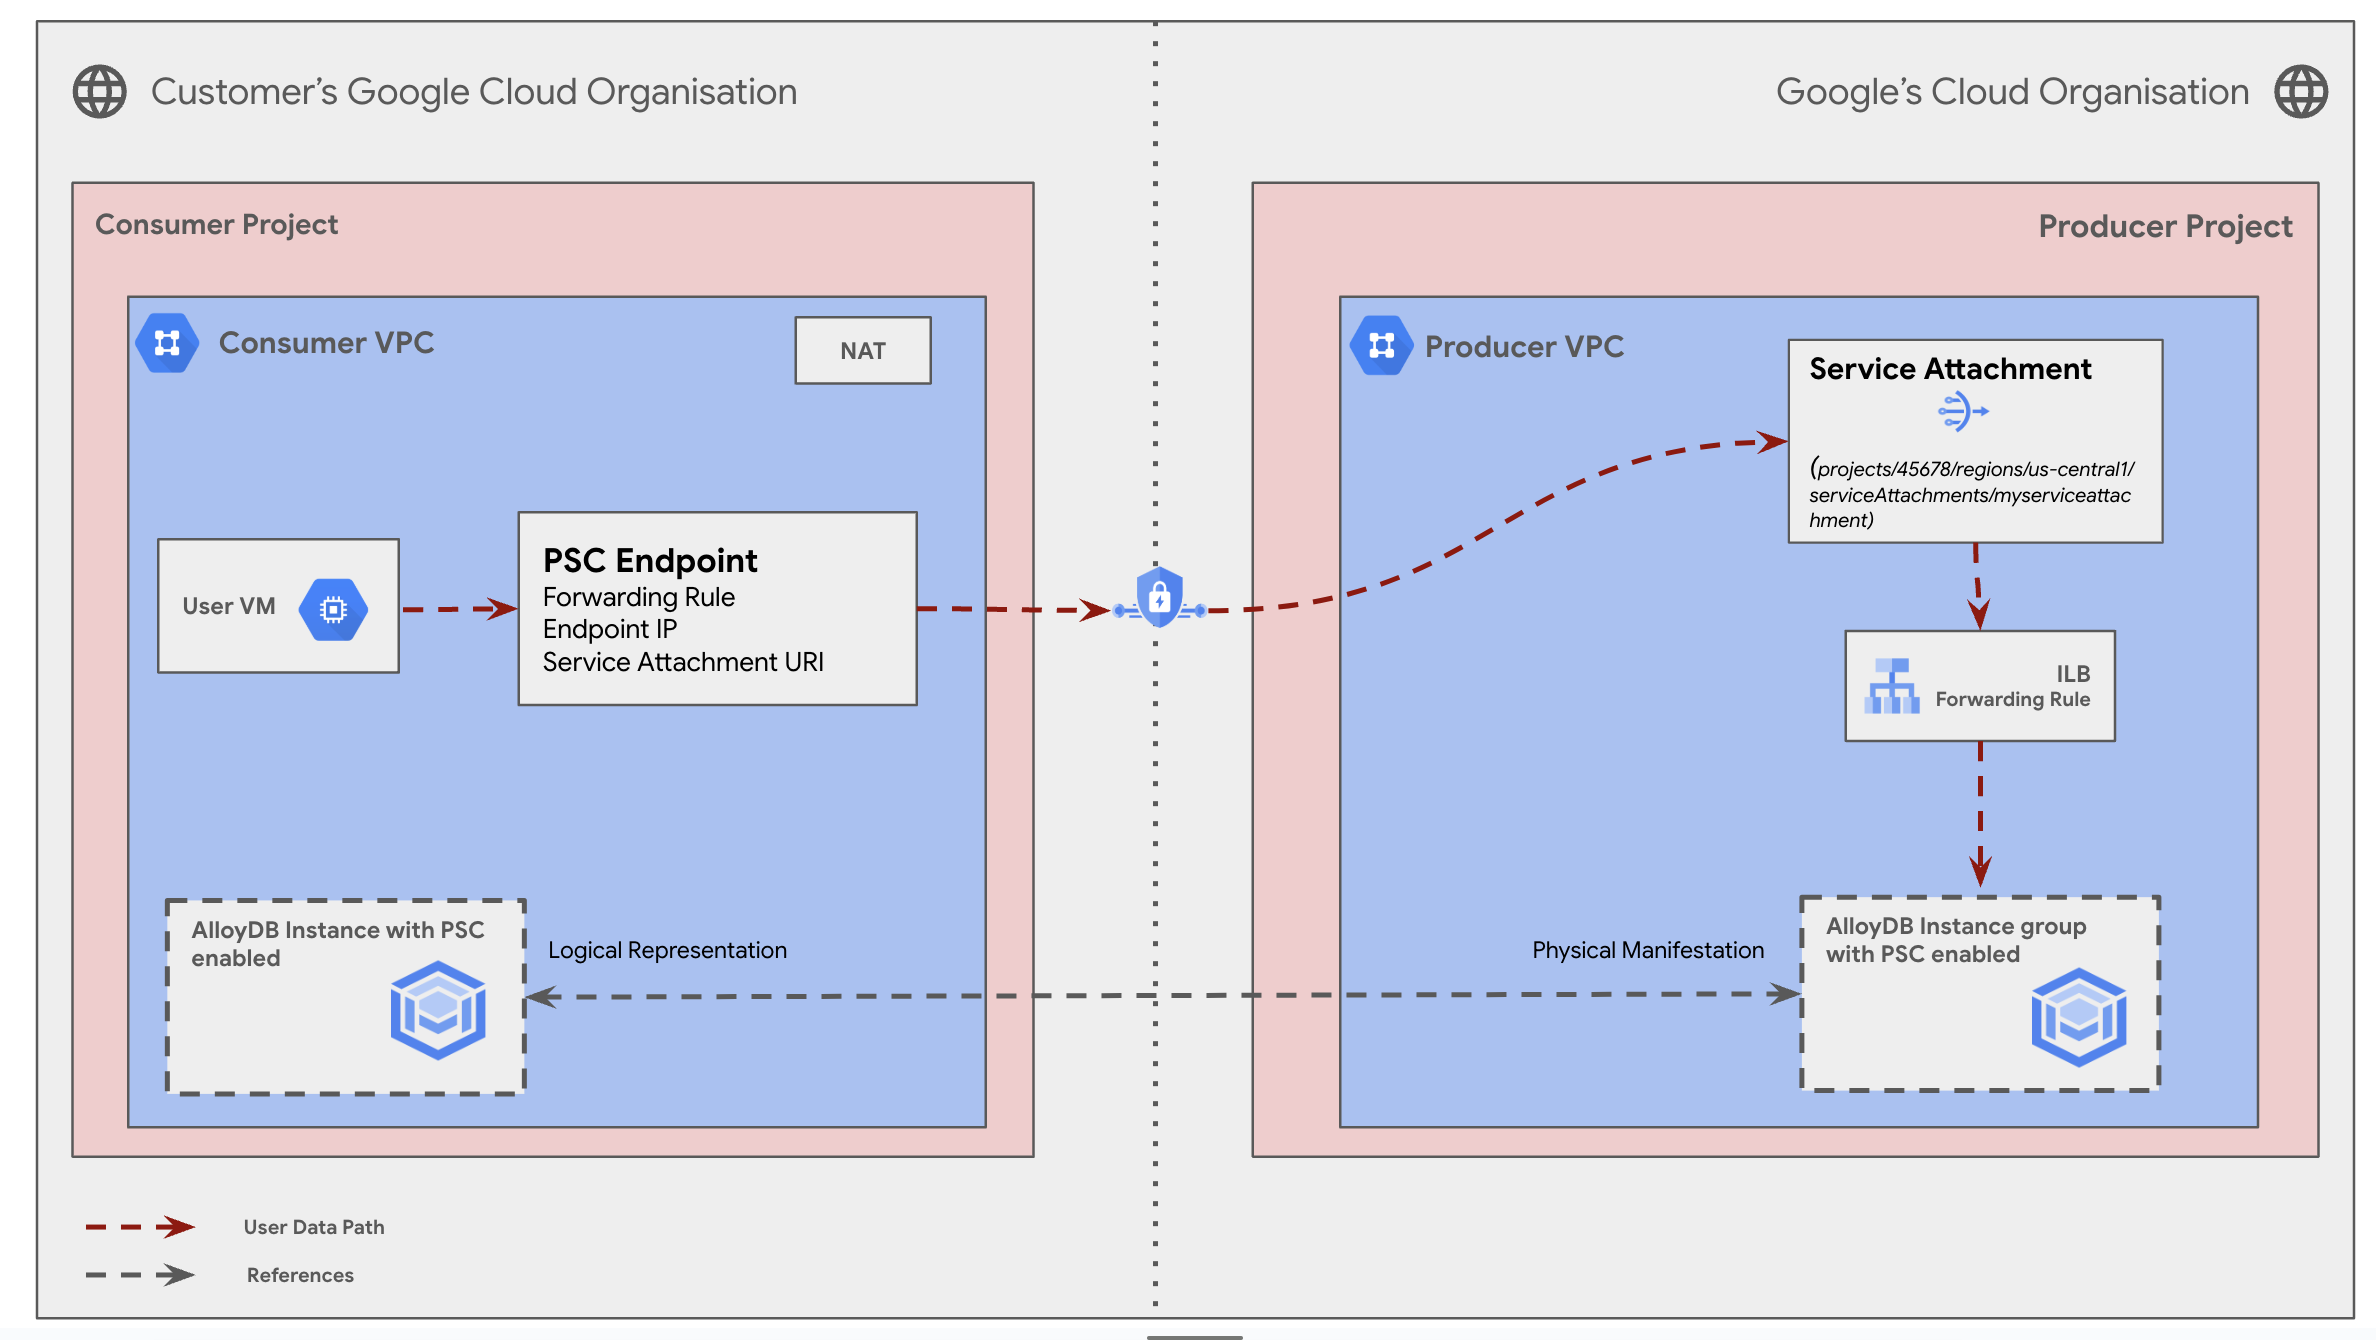 Customer’s Google Cloud Organisation
Google’s Cloud Organisation
Consumer Project
Producer Project
Consumer VPC
NAT
User VM
PSC Endpoint
Forwarding Rule
Endpoint IP
Service Attachment URI
AlloyDB Instance with PSC
enabled
Logical Representation
Producer VPC
Service Attachment
(projects/45678/regions/us-central1/
serviceAttachments/myserviceattac
hment)
ILB
Forwarding Rule
Physical Manifestation
AlloyDB Instance group
with PSC enabled
User Data Path
References